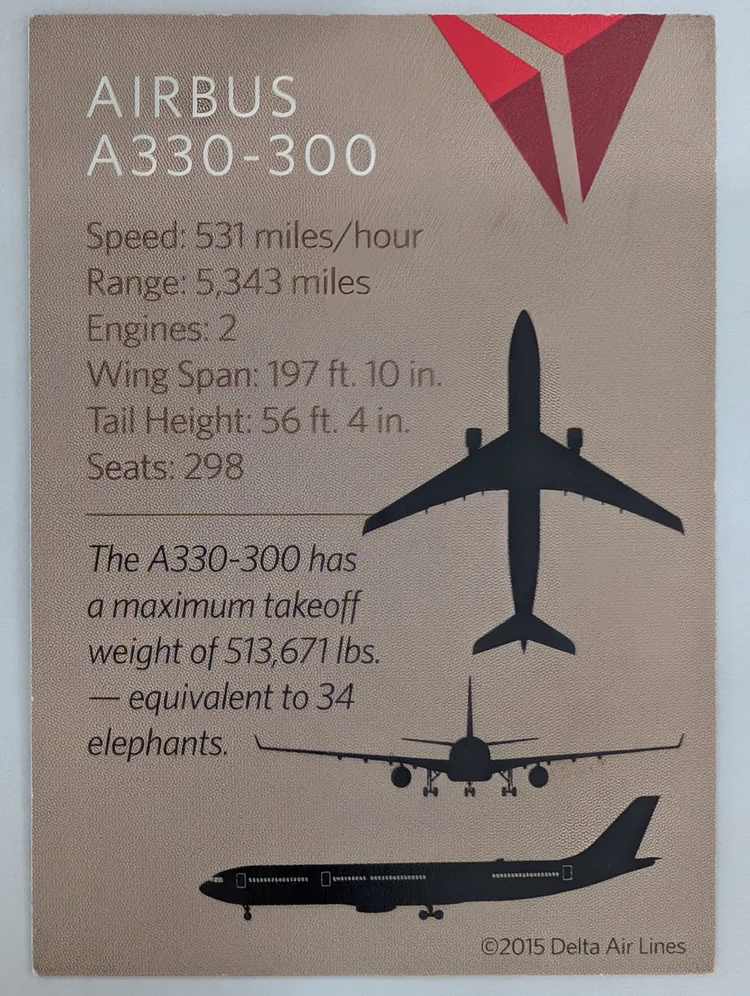 AIRBUS
A330-300
Speed: 531 miles/hour
Range: 5,343 miles
Engines: 2
Wing Span: 197 ft. 10 in.
Tail Height: 56 ft. 4 in.
Seats: 298
The A330-300 has
a maximum takeoff
weight of 513,671 lbs.
— equivalent to 34
elephants.
©2015 Delta Air Lines